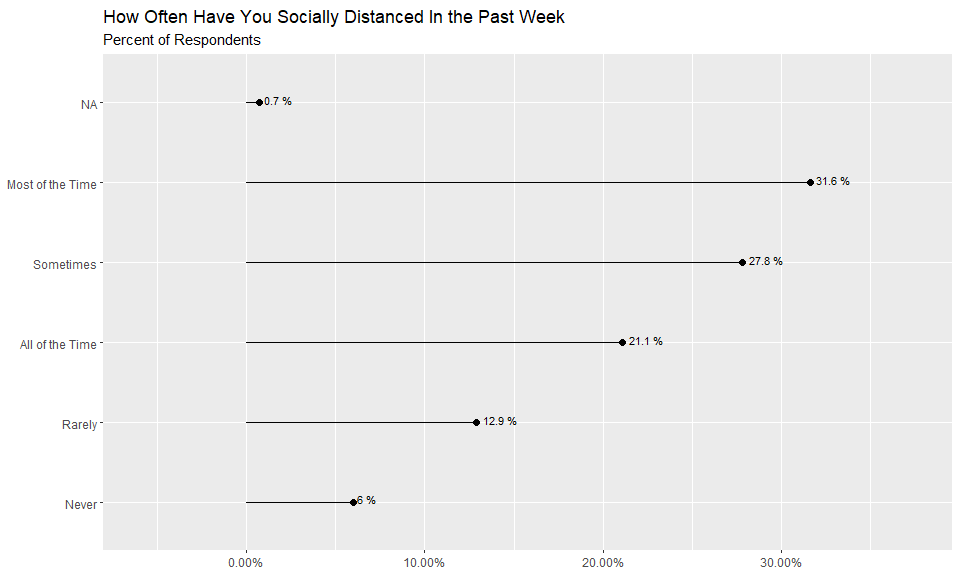 How Often Have You Socially Distanced In the Past Week
Percent of Respondents
NA
0.7 %
Most of the Time
31.6 %
Sometimes
27.8 %
All of the Time
21.1 %
Rarely
12.9 %
Never
6 %
0.00%
10.00%
20.00%
30.00%